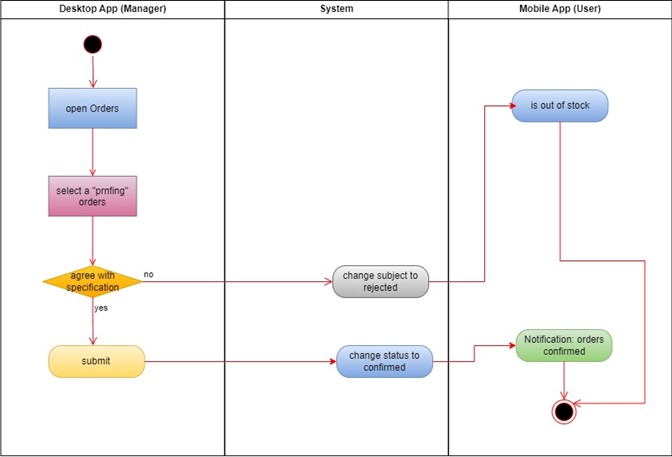 Desktop App (Manager)
System
Mobile App (User)
open Orders
is out of stock
select a "prnfing"
orders
agree with
specification
no
change subject to
rejected
yes
submit
change status to
confirmed
Notification: orders
confirmed